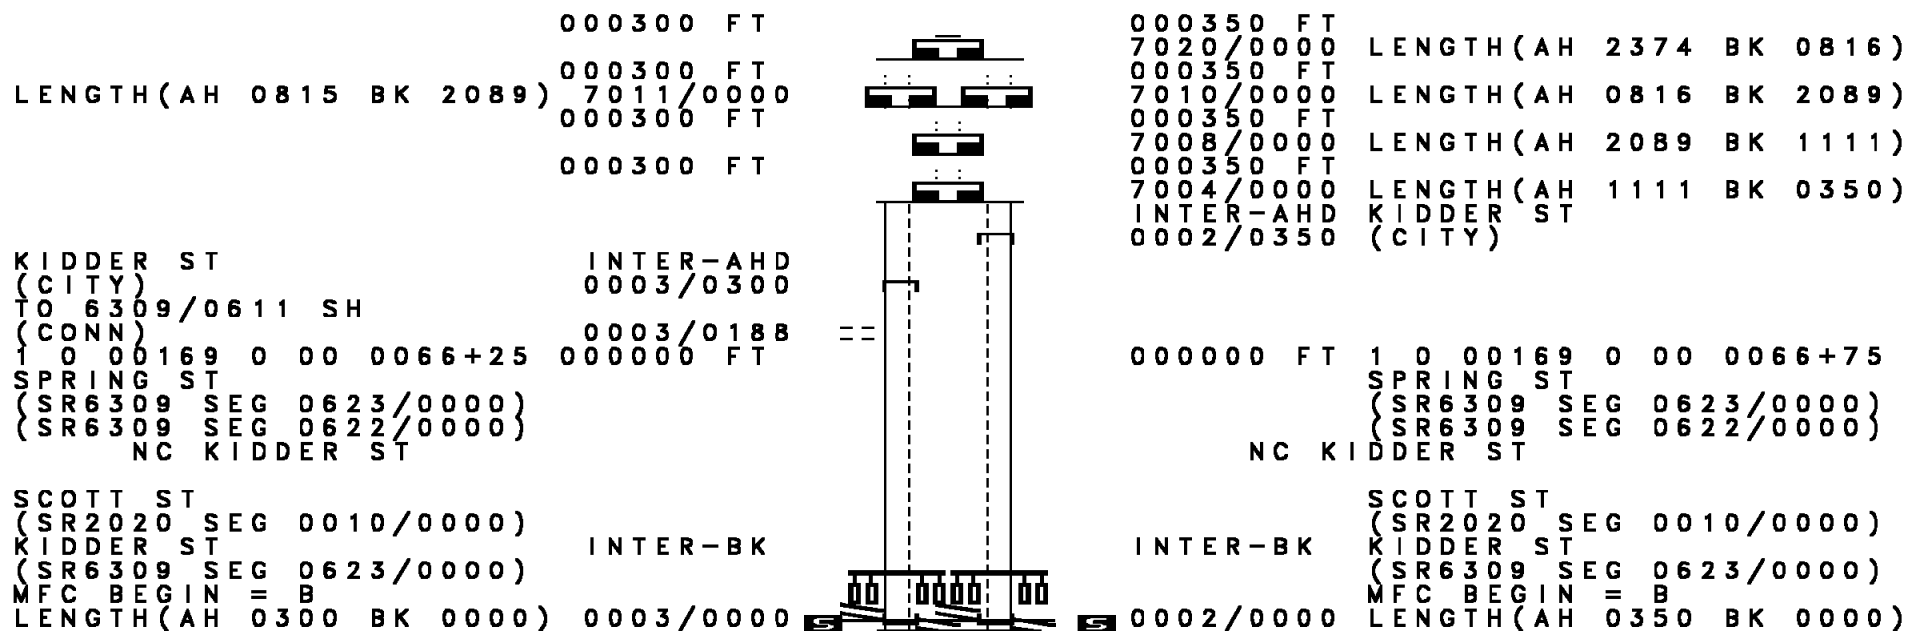 000300 FT 000350 FT
7020/0000 LENGTH(AH 2374 BK 0816)
000300 FT 000350 FT
LENGTH(AH 0815 BK 2089) 7011/0000 7010/0000 LENGTH(AH 0816 BK 2089)
000300 FT 000350 FT
7008/0000 LENGTH(AH 2089 BK 1111)
000300 FT 000350 FT
7004/0000 LENGTH(AH 1111 BK 0350)
INTER-AHD KIDDER ST
0002/0350 (CITY)
KIDDER ST INTER-AHD
(CITY) 0003/0300
TO 6309/0611 SH
(CONN) 0003/0188
1 0 00169 0 00 0066+25 000000 FT 000000 FT 1 0 00169 0 00 0066+75
SPRING ST SPRING ST
(SR6309 SEG 0623/0000) (SR6309 SEG 0623/0000)
(SR6309 SEG 0622/0000) (SR6309 SEG 0622/0000)
NC KIDDER ST NC KIDDER ST
SCOTT ST SCOTT ST
(SR2020 SEG 0010/0000) (SR2020 SEG 0010/0000)
KIDDER ST INTER-BK INTER-BK KIDDER ST
(SR6309 SEG 0623/0000) (SR6309 SEG 0623/0000)
MFC BEGIN = B MFC BEGIN = B
LENGTH(AH 0300 BK 0000) 0003/0000 S S 0002/0000 LENGTH(AH 0350 BK 0000)